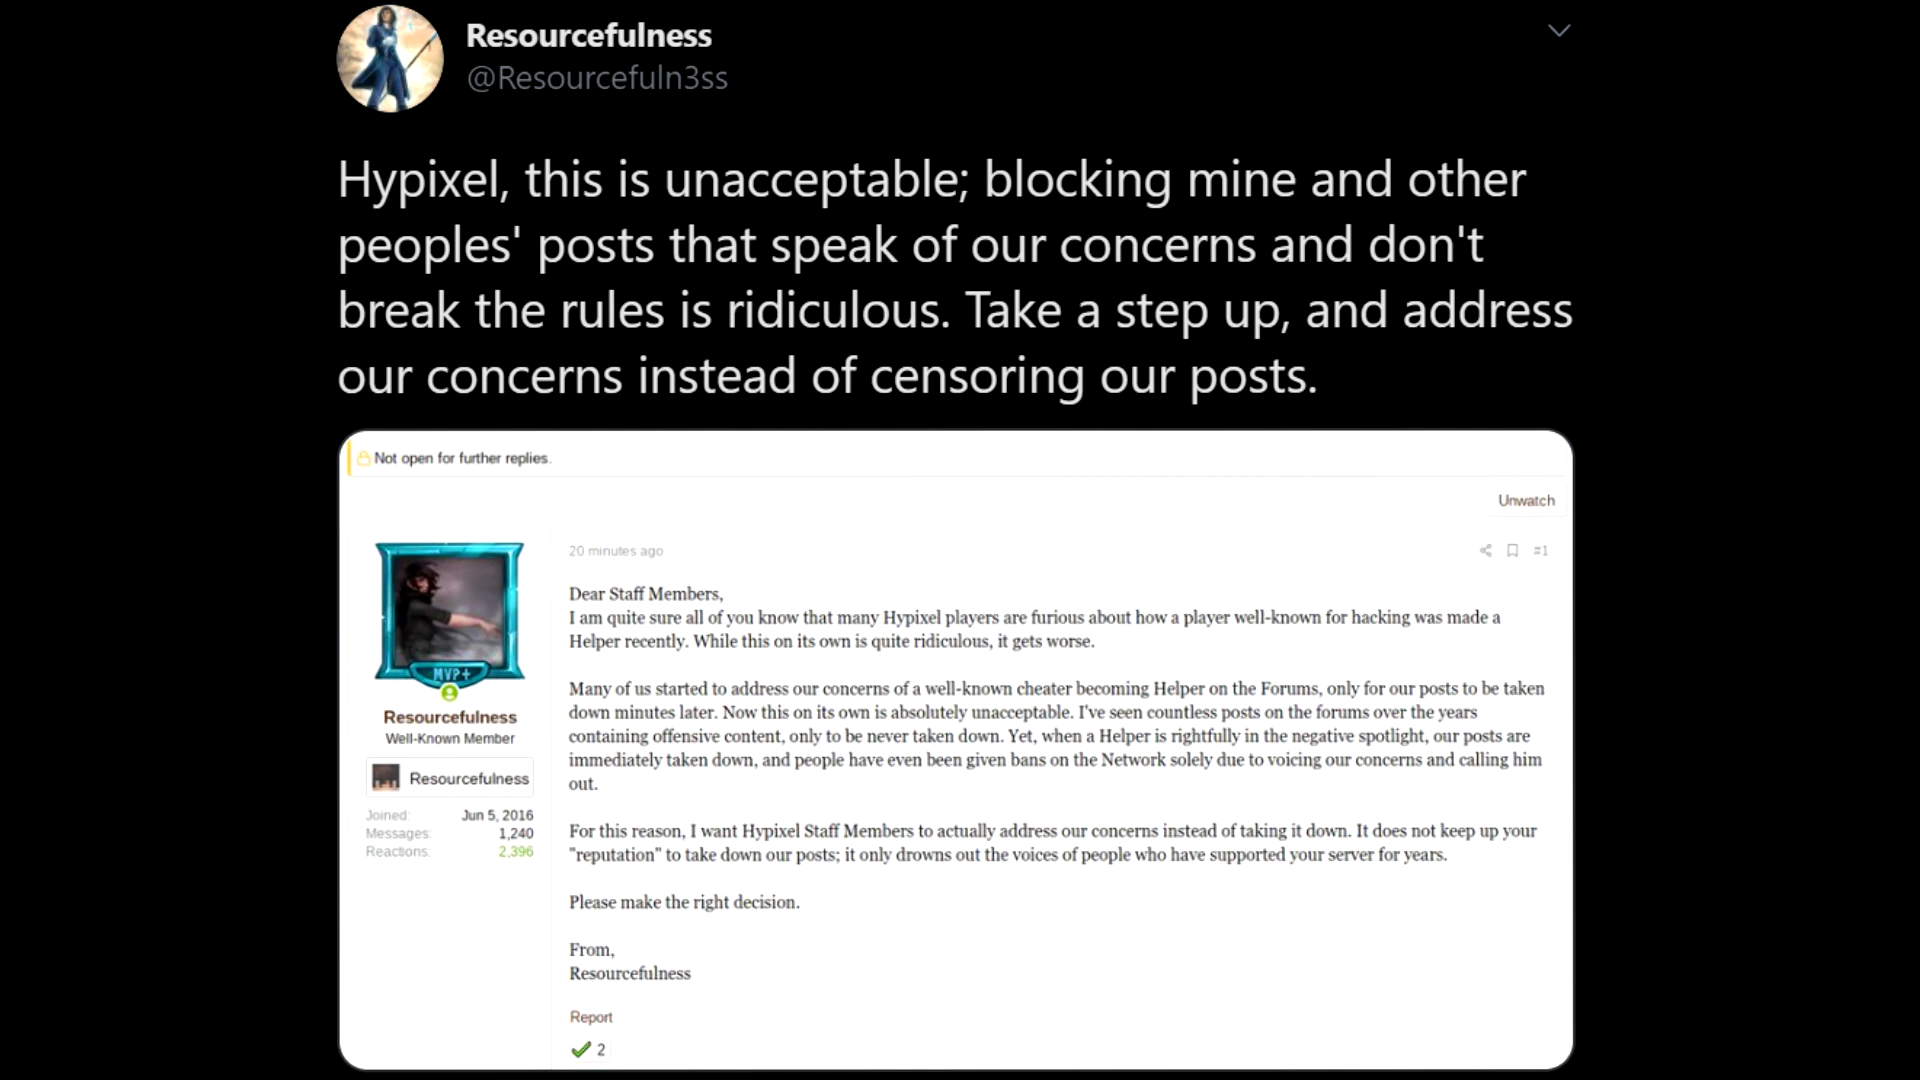 Resourcefulness
@Resourcefuln3ss
Hypixel, this is unacceptable; blocking mine and other
peoples' posts that speak of our concerns and don't
break the rules is ridiculous. Take a step up, and address
our concerns instead of censoring our posts.
Not open for further replies.
Unwatch
20 minutes ago
#1
Dear Staff Members,
I am quite sure all of you know that many Hypixel players are furious about how a player well-known for hacking was made a
Helper recently. While this on its own is quite ridiculous, it gets worse.
Many of us started to address our concerns of a well-known cheater becoming Helper on the Forums, only for our posts to be taken
down minutes later. Now this on its own is absolutely unacceptable. I've seen countless posts on the forums over the years
containing offensive content, only to be never taken down. Yet, when a Helper is rightfully in the negative spotlight, our posts are
immediately taken down, and people have even been given bans on the Network solely due to voicing our concerns and calling him
out.
For this reason, I want Hypixel Staff Members to actually address our concerns instead of taking it down. It does not keep up your
"reputation" to take down our posts; it only drowns out the voices of people who have supported your server for years.
Please make the right decision.
From,
Resourcefulness
Report
2
MVP+
Resourcefulness
Well-Known Member
Resourcefulness
Joined: Jun 5, 2016
Messages: 1,240
Reactions: 2,396